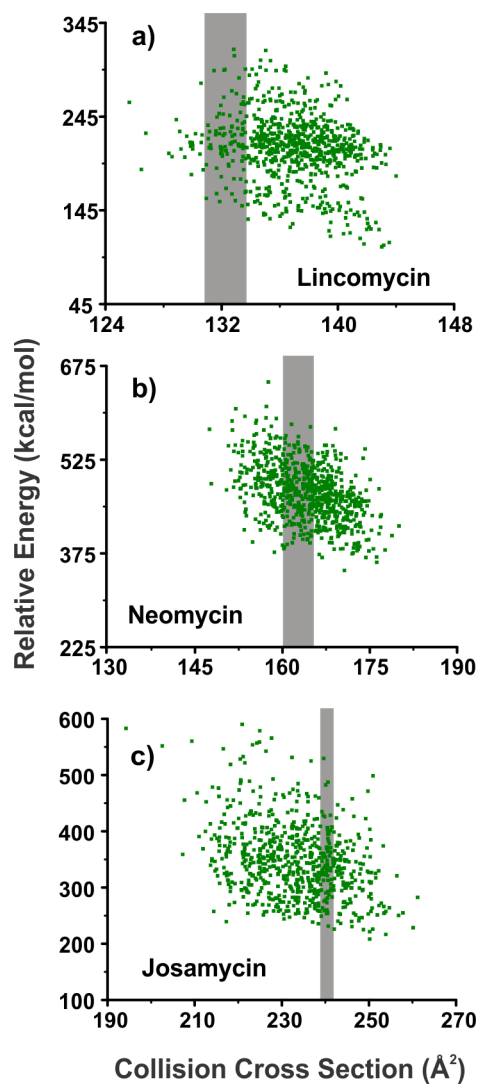 345
a)
245
145
Lincomycin
45
124 132 140 148
Relative Energy (kcal/mol)
675
b)
525
375
Neomycin
225
130 145 160 175 190
600
c)
500
400
300
200
Josamycin
100
190 210 230 250 270
Collision Cross Section (Å²)